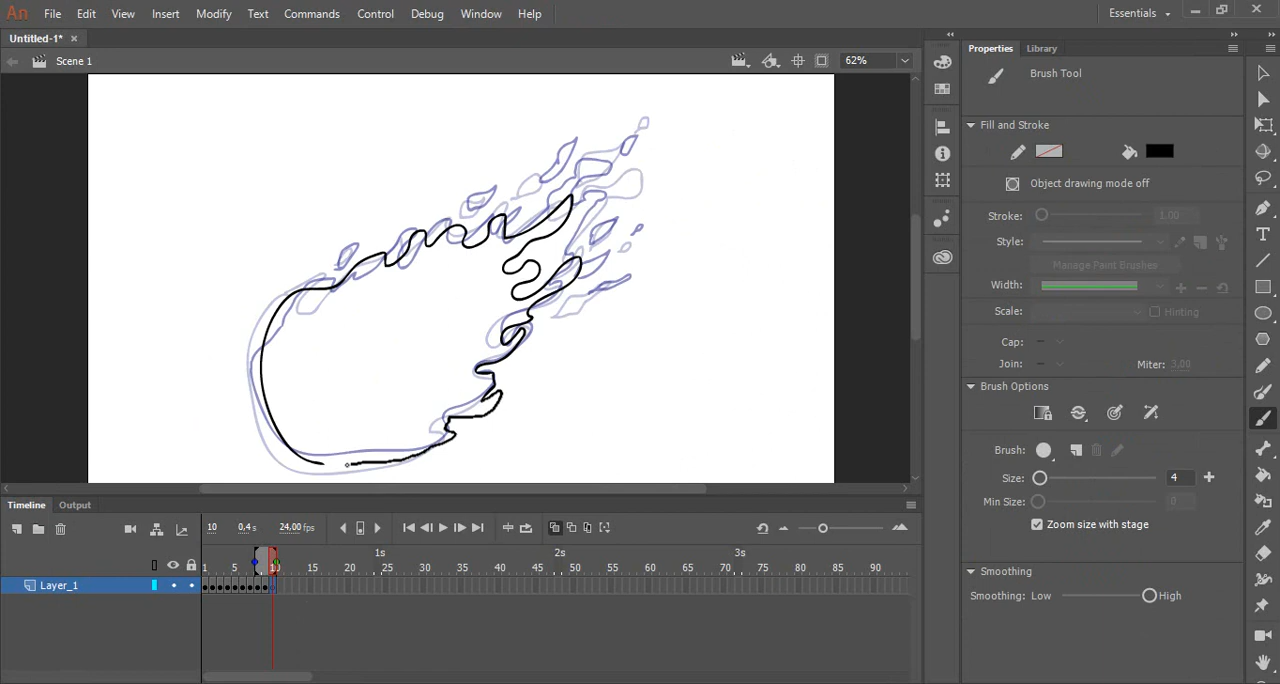 An File Edit View Insert Modify Text Commands Control Debug Window Help Essentials
Untitled-1*
Scene 1 62%
Properties Library
Brush Tool
Fill and Stroke
Object drawing mode off
Stroke: 1.00
Style:
Manage Paint Brushes
Width:
Scale: Hinting
Cap:
Join: Miter: 3,00
Brush Options
Brush:
Size: 4
Min Size: 0
Zoom size with stage
Smoothing
Smoothing: Low High
Timeline Output
10 0,4 s 24,00 fps
1s 2s 3s
1 5 10 15 20 25 30 35 40 45 50 55 60 65 70 75 80 85 90
Layer_1